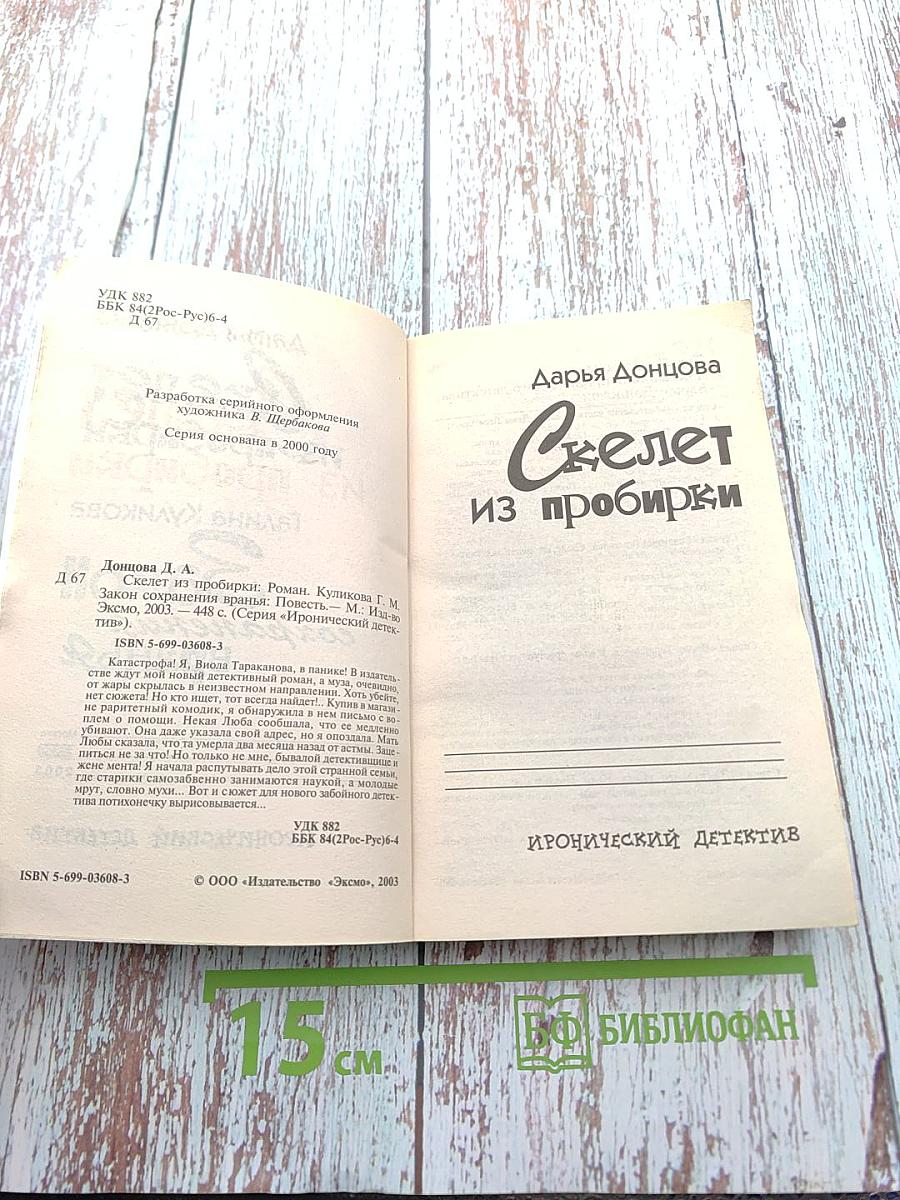 УДК 882
ББК 84(2Рос-Рус)6-4
Д 67
Разработка серийного оформления
художника В. Щербакова
Серия основана в 2000 году
Донцова Д. А.
Д 67 Скелет из пробирки: Роман. Куликова Г. М.
Закон сохранения вранья: Повесть.— М.: Изд-во
Эксмо, 2003. — 448 с. (Серия «Иронический детек-
тив»).
ISBN 5-699-03608-3
Катастрофа! Я, Виола Тараканова, в панике! В издатель-
стве ждут мой новый детективный роман, а муза, очевидно,
от жары скрылась в неизвестном направлении. Хоть убейте,
нет сюжета! Но кто ищет, тот всегда найдет!.. Купив в магази-
не раритетный комодик, я обнаружила в нем письмо с во-
плем о помощи. Некая Люба сообщала, что ее медленно
убивают. Она даже указала свой адрес, но я опоздала. Мать
Любы сказала, что та умерла два месяца назад от астмы. Заце-
питься не за что! Но только не мне, бывалой детективщице и
жене мента! Я начала распутывать дело этой странной семьи,
где старики самозабвенно занимаются наукой, а молодые
мрут, словно мухи... Вот и сюжет для нового забойного детек-
тива потихонечку вырисовывается...
УДК 882
ББК 84(2Рос-Рус)6-4
ISBN 5-699-03608-3
© ООО «Издательство «Эксмо», 2003
Дарья Донцова
Скелет
из пробирки
Иронический детектив
15 см
БФ БИБЛИОФАН